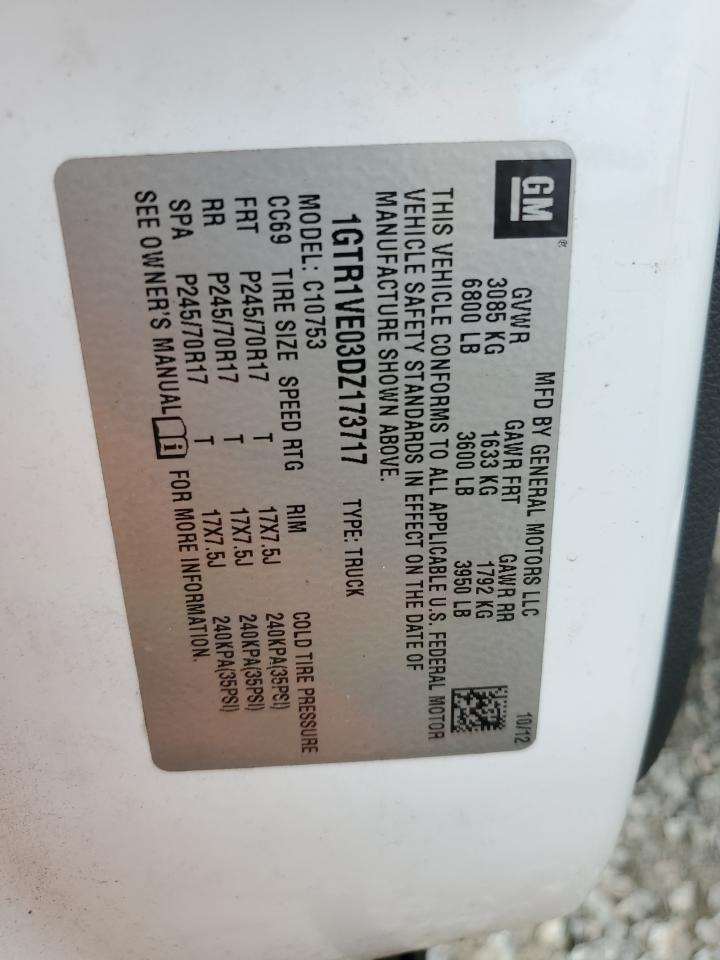 GM®
MFD BY GENERAL MOTORS LLC 10/12
GVWR GAWR FRT GAWR RR
3085 KG 1633 KG 1792 KG
6800 LB 3600 LB 3950 LB
THIS VEHICLE CONFORMS TO ALL APPLICABLE U.S. FEDERAL MOTOR
VEHICLE SAFETY STANDARDS IN EFFECT ON THE DATE OF
MANUFACTURE SHOWN ABOVE.
1GTR1VE03DZ173717 TYPE: TRUCK
MODEL: C10753
CC69 TIRE SIZE SPEED RTG RIM COLD TIRE PRESSURE
FRT P245/70R17 T 17X7.5J 240KPA(35PSI)
RR P245/70R17 T 17X7.5J 240KPA(35PSI)
SPA P245/70R17 T 17X7.5J 240KPA(35PSI)
SEE OWNER'S MANUAL FOR MORE INFORMATION.